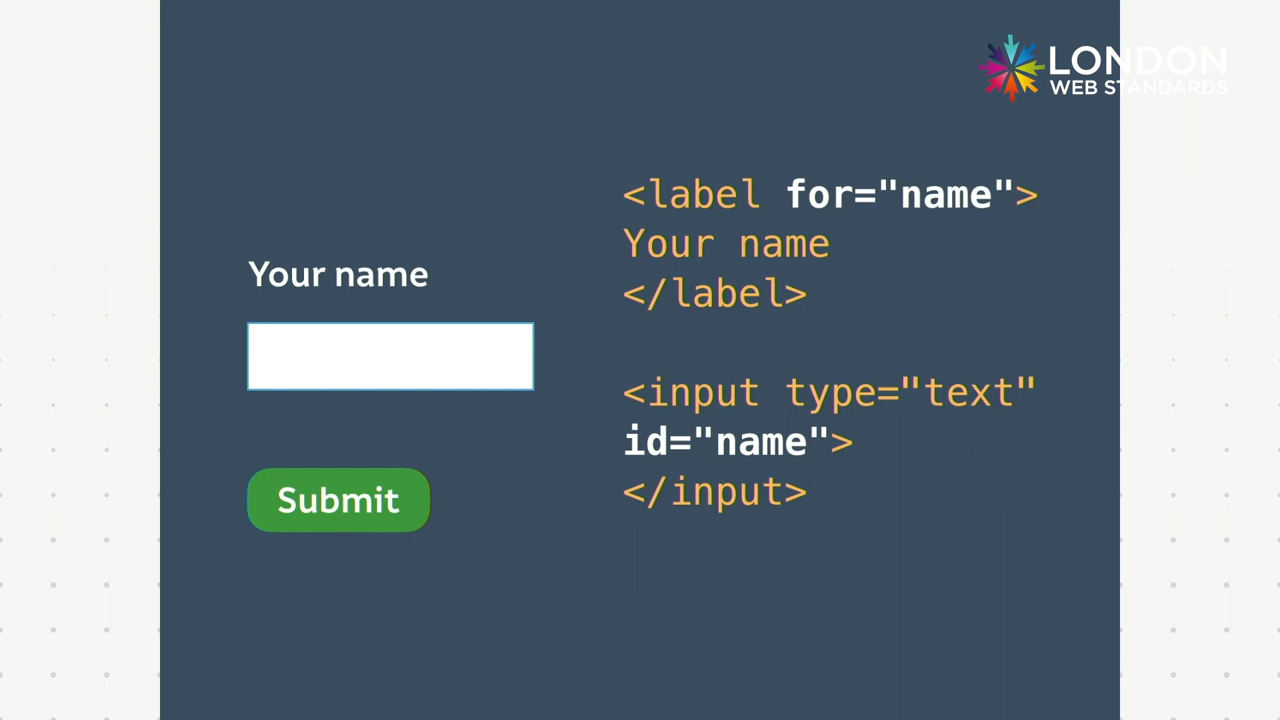 LONDON
WEB STANDARDS
Your name
Submit
<label for="name">
Your name
</label>
<input type="text"
id="name">
</input>